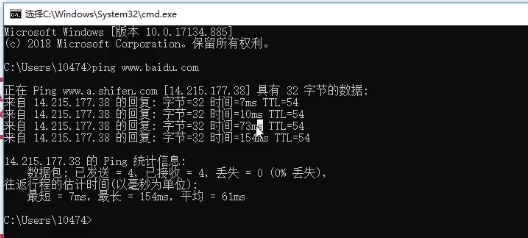 选择C:\Windows\System32\cmd.exe
Microsoft Windows [版本 10.0.17134.885]
(c) 2018 Microsoft Corporation。保留所有权利。
C:\Users\10474>ping www.baidu.com
正在 Ping www.a.shifen.com [14.215.177.38] 具有 32 字节的数据:
来自 14.215.177.38 的回复: 字节=32 时间=7ms TTL=54
来自 14.215.177.38 的回复: 字节=32 时间=10ms TTL=54
来自 14.215.177.38 的回复: 字节=32 时间=73ms TTL=54
来自 14.215.177.38 的回复: 字节=32 时间=154ms TTL=54
14.215.177.38 的 Ping 统计信息:
数据包: 已发送 = 4，已接收 = 4，丢失 = 0 (0% 丢失)，
往返行程的估计时间(以毫秒为单位):
最短 = 7ms，最长 = 154ms，平均 = 61ms
C:\Users\10474>